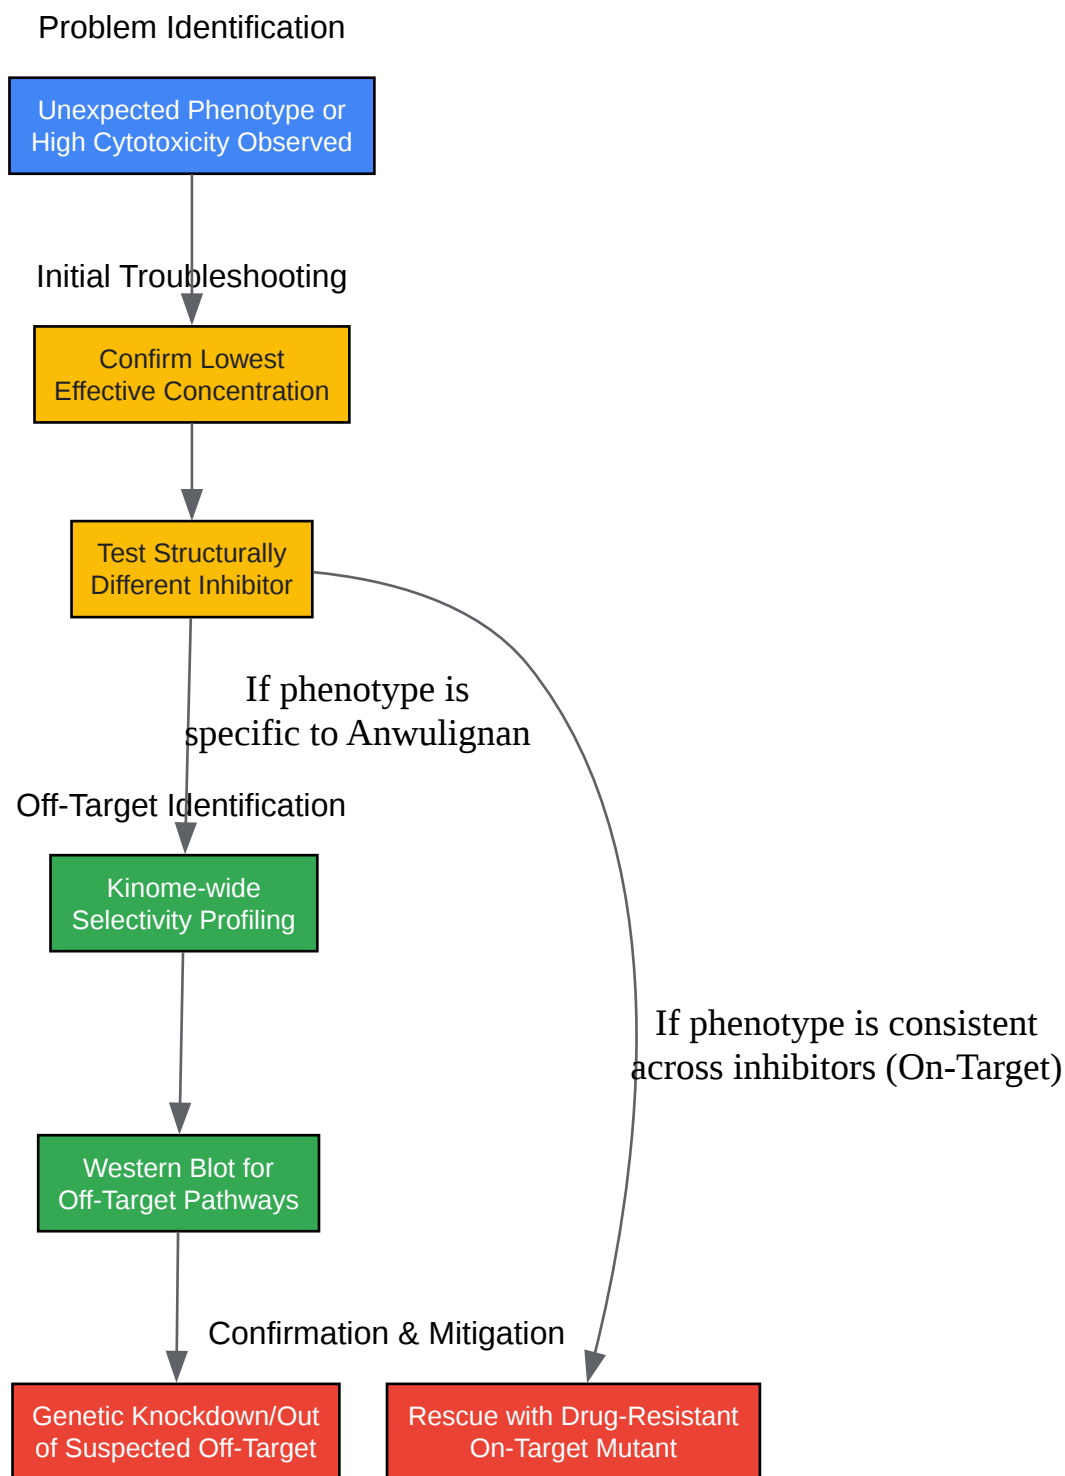 Problem Identification
Unexpected Phenotype or
High Cytotoxicity Observed
Initial Troubleshooting
Confirm Lowest
Effective Concentration
Test Structurally
Different Inhibitor
If phenotype is
specific to Anwulignan
Off-Target Identification
Kinome-wide
Selectivity Profiling
If phenotype is consistent
across inhibitors (On-Target)
Western Blot for
Off-Target Pathways
Confirmation & Mitigation
Genetic Knockdown/Out
of Suspected Off-Target
Rescue with Drug-Resistant
On-Target Mutant